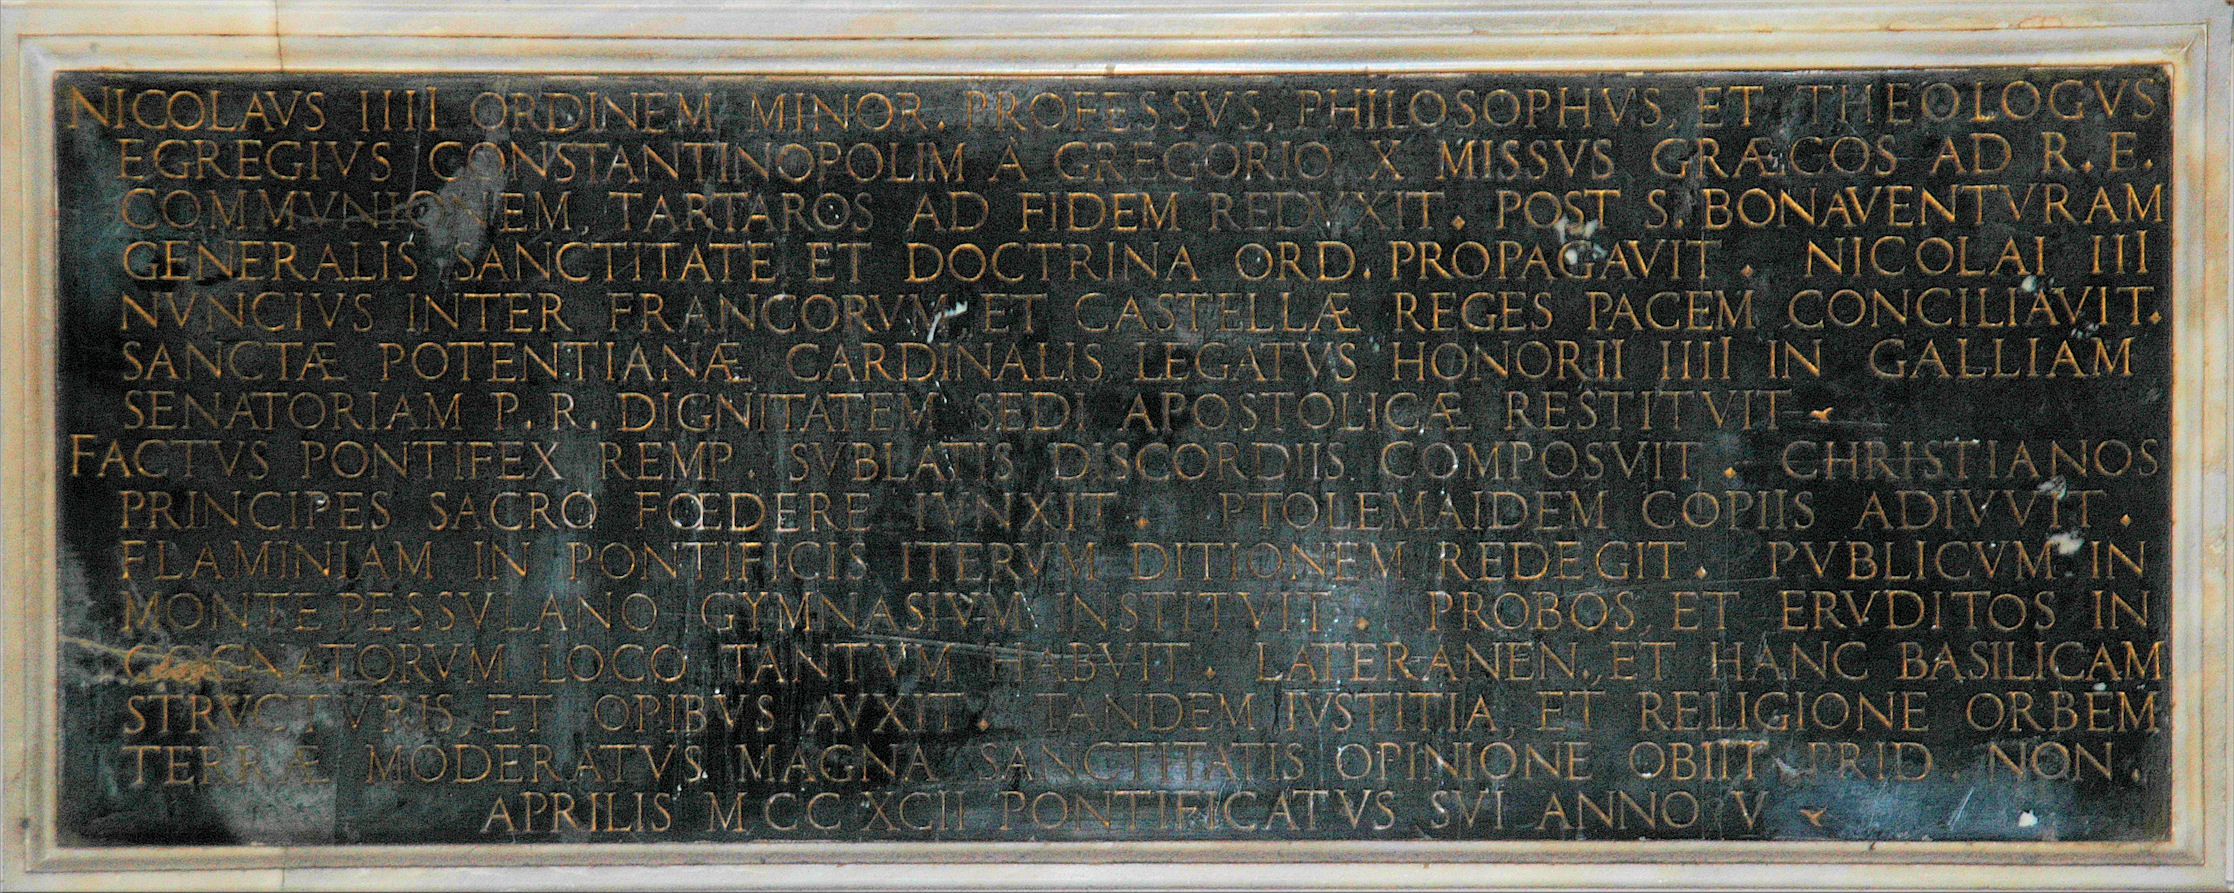 NICOLAVS IIII ORDINEM MINOR. PROFESSVS, PHILOSOPHVS, ET THEOLOGVS
EGREGIVS CONSTANTINOPOLIM A GREGORIO X MISSVS GRÆCOS AD R.E.
COMMVNIONEM, TARTAROS AD FIDEM REDVXIT. POST S. BONAVENTVRAM
GENERALIS SANCTITATE ET DOCTRINA ORD. PROPAGAVIT. NICOLAI III
NVNCIVS INTER FRANCORVM ET CASTELLÆ REGES PACEM CONCILIAVIT.
SANCTÆ POTENTIANÆ CARDINALIS LEGATVS HONORII IIII IN GALLIAM
SENATORIAM P.R. DIGNITATEM SEDI APOSTOLICÆ RESTITVIT
FACTVS PONTIFEX REMP. SVBLATIS DISCORDIIS COMPOSVIT. CHRISTIANOS
PRINCIPES SACRO FŒDERE IVNXIT. PTOLEMAIDEM COPIIS ADIVVIT.
FLAMINIAM IN PONTIFICIS ITERVM DITIONEM REDEGIT. PVBLICVM IN
MONTE PESSVLANO GYMNASIVM INSTITVIT. PROBOS, ET ERVDITOS IN
COGNATORVM LOCO TANTVM HABVIT. LATERANEN., ET HANC BASILICAM
STRVCTVRIS, ET OPIBVS AVXIT. TANDEM IVSTITIA, ET RELIGIONE ORBEM
TERRÆ MODERATVS MAGNA SANCTITATIS OPINIONE OBIIT PRID. NON.
APRILIS M CC XCII PONTIFICATVS SVI ANNO V